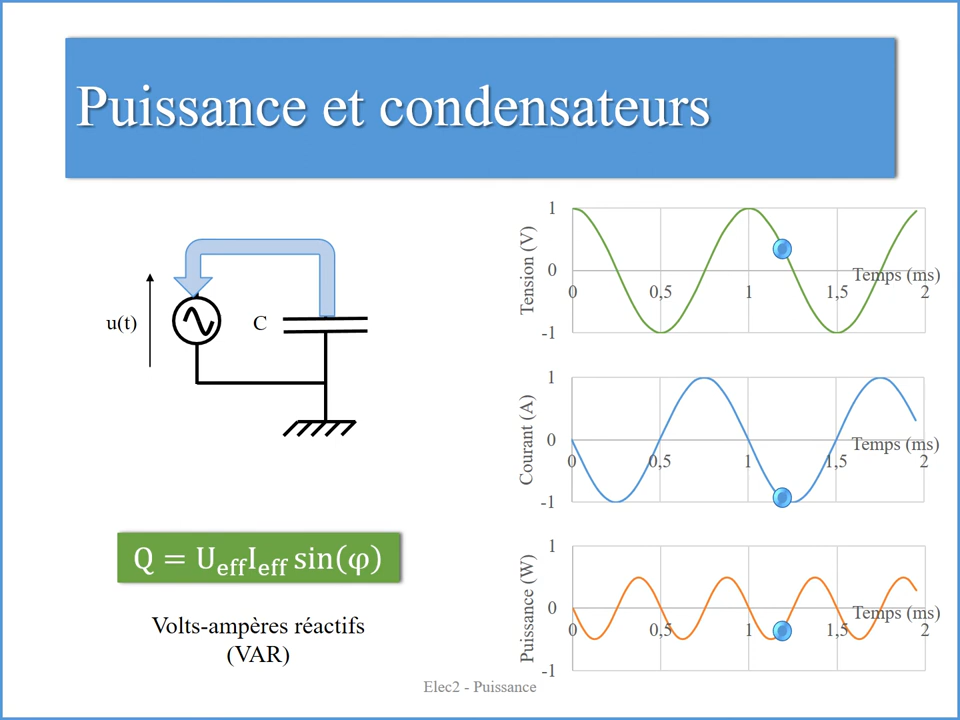 Puissance et condensateurs
u(t)
C
Q = UeffIeff sin(φ)
Volts-ampères réactifs
(VAR)
Tension (V)
1
0
-1
0
0,5
1
1,5
2
Temps (ms)
Courant (A)
1
0
-1
0
0,5
1
1,5
2
Temps (ms)
Puissance (W)
1
0
-1
0
0,5
1
1,5
2
Temps (ms)
Elec2 - Puissance